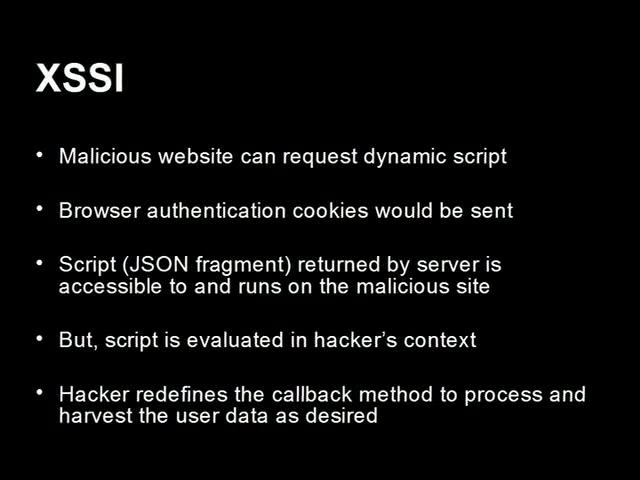 XSSI
• Malicious website can request dynamic script
• Browser authentication cookies would be sent
• Script (JSON fragment) returned by server is
accessible to and runs on the malicious site
• But, script is evaluated in hacker's context
• Hacker redefines the callback method to process and
harvest the user data as desired